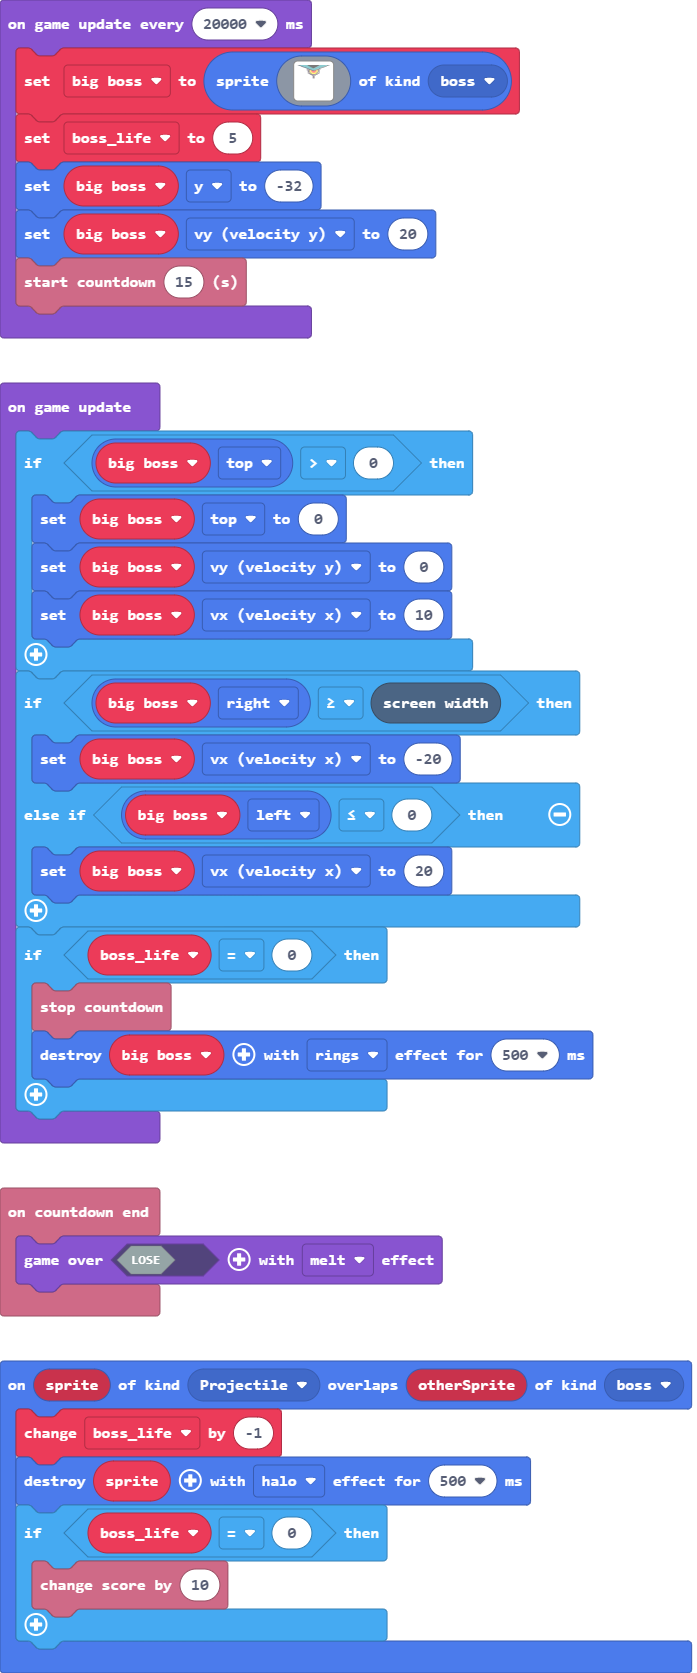 on game update every 20000 ms
set big boss to sprite of kind boss
set boss_life to 5
set big boss y to -32
set big boss vy (velocity y) to 20
start countdown 15 (s)
on game update
if big boss top > 0 then
set big boss top to 0
set big boss vy (velocity y) to 0
set big boss vx (velocity x) to 10
if big boss right ≥ screen width then
set big boss vx (velocity x) to -20
else if big boss left ≤ 0 then
set big boss vx (velocity x) to 20
if boss_life = 0 then
stop countdown
destroy big boss with rings effect for 500 ms
on countdown end
game over LOSE with melt effect
on sprite of kind Projectile overlaps otherSprite of kind boss
change boss_life by -1
destroy sprite with halo effect for 500 ms
if boss_life = 0 then
change score by 10